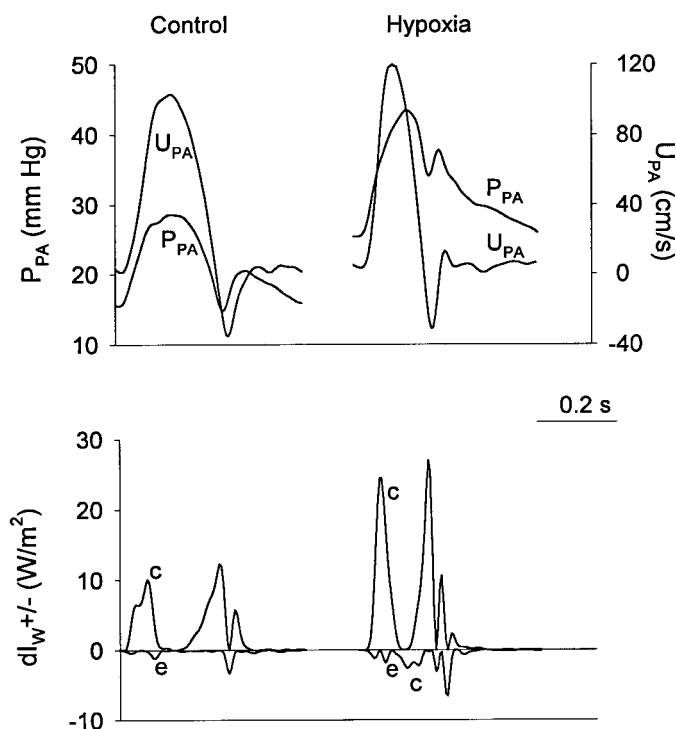 Control Hypoxia
50
40
30
20
10
P_PA (mm Hg)
U_PA
P_PA
P_PA
U_PA
120
80
40
0
-40
U_PA (cm/s)
0.2 s
30
20
10
0
-10
dI_W+/- (W/m²)
c
e
c
e
c